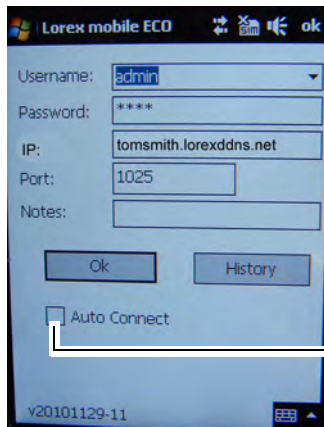 Lorex mobile ECO ok
Username: admin
Password: ****
IP: tomsmith.lorexddns.net
Port: 1025
Notes:
Ok History
Auto Connect
v20101129-11